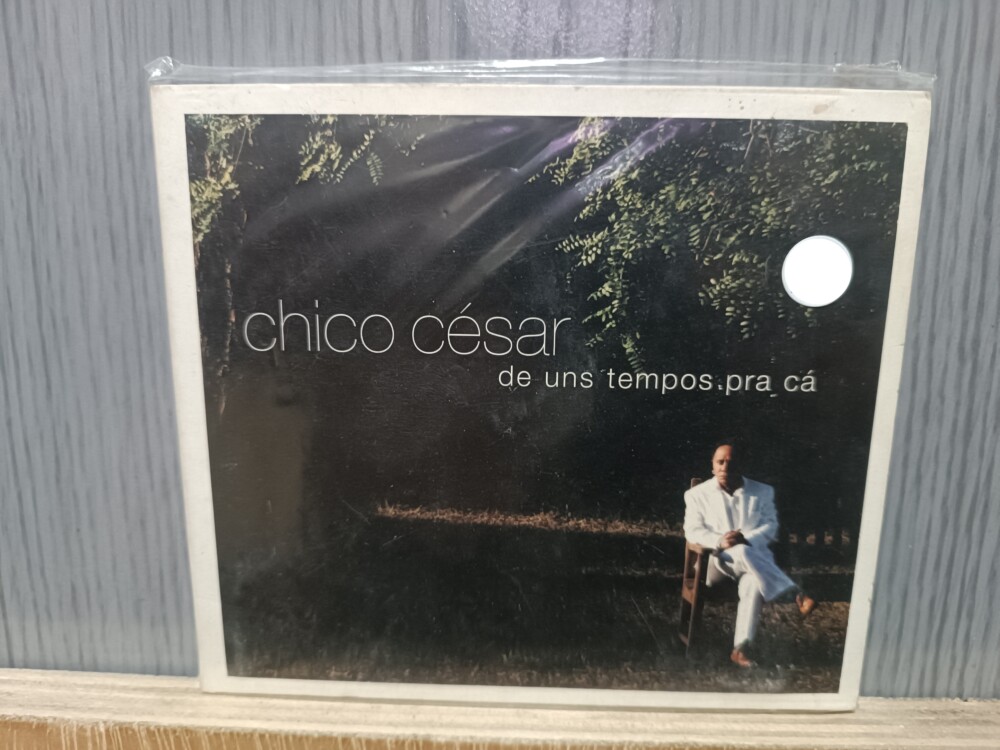 chico césar
de uns tempos pra cá